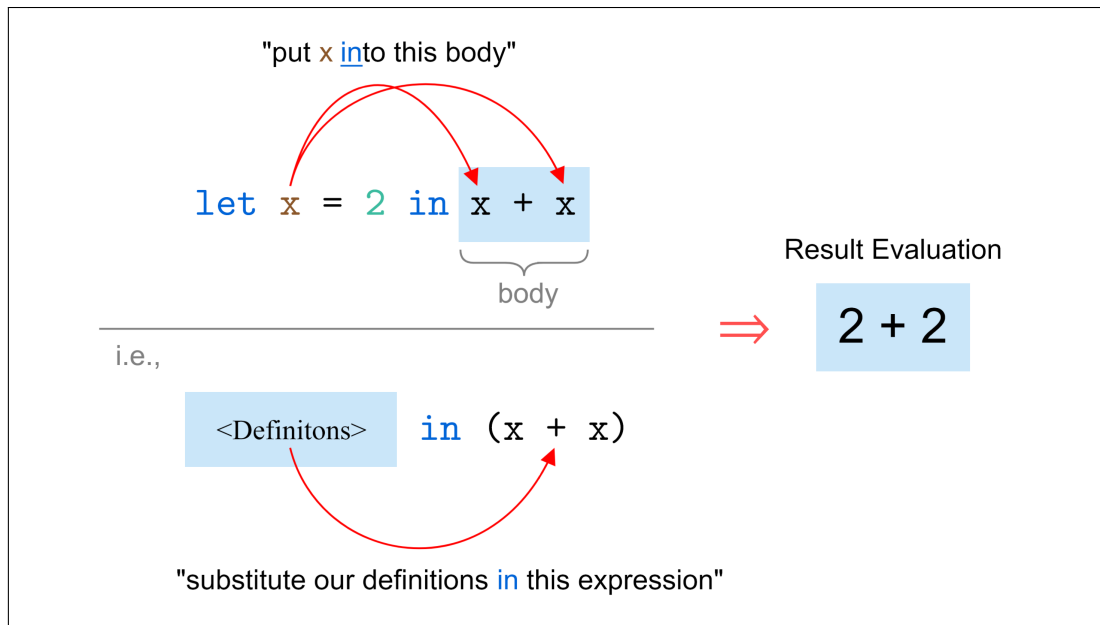 "put x into this body"
let x = 2 in x + x
body
i.e.,
<Definitons> in (x + x)
"substitute our definitions in this expression"
⇒
Result Evaluation
2 + 2